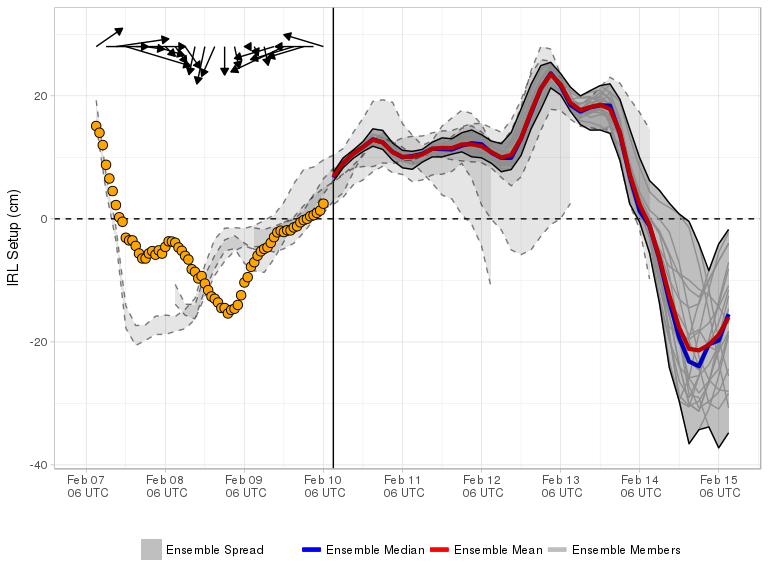 IRL Setup (cm)
20
0
-20
-40
Feb 07 Feb 08 Feb 09 Feb 10 Feb 11 Feb 12 Feb 13 Feb 14 Feb 15
06 UTC 06 UTC 06 UTC 06 UTC 06 UTC 06 UTC 06 UTC 06 UTC 06 UTC
Ensemble Spread Ensemble Median Ensemble Mean Ensemble Members